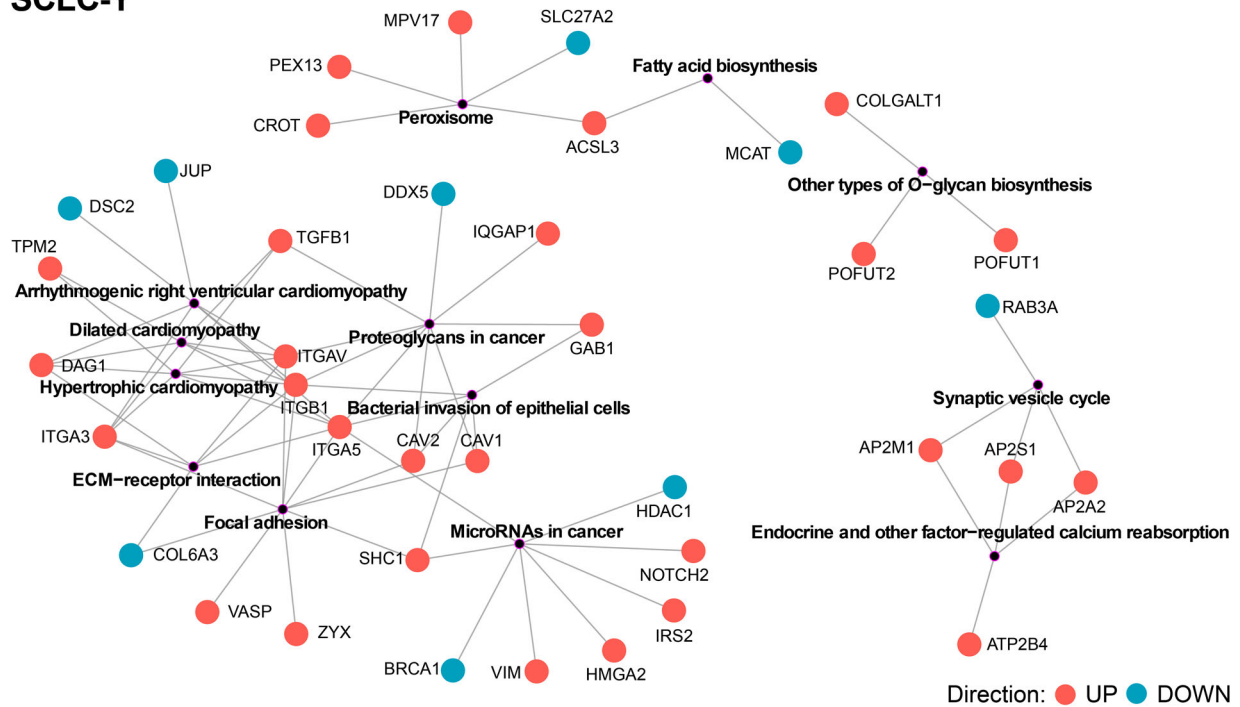 SCLC-1
MPV17
SLC27A2
PEX13
Fatty acid biosynthesis
COLGALT1
Peroxisome
CROT
ACSL3
MCAT
JUP
Other types of O−glycan biosynthesis
DDX5
DSC2
IQGAP1
TGFB1
TPM2
POFUT2
POFUT1
Arrhythmogenic right ventricular cardiomyopathy
RAB3A
Dilated cardiomyopathy
Proteoglycans in cancer
GAB1
ITGAV
DAG1
Hypertrophic cardiomyopathy
Synaptic vesicle cycle
ITGB1
Bacterial invasion of epithelial cells
ITGA3
ITGA5
CAV2
CAV1
AP2M1
AP2S1
ECM−receptor interaction
AP2A2
HDAC1
Focal adhesion
MicroRNAs in cancer
Endocrine and other factor−regulated calcium reabsorption
COL6A3
SHC1
NOTCH2
VASP
ZYX
IRS2
ATP2B4
BRCA1
VIM
HMGA2
Direction: UP DOWN